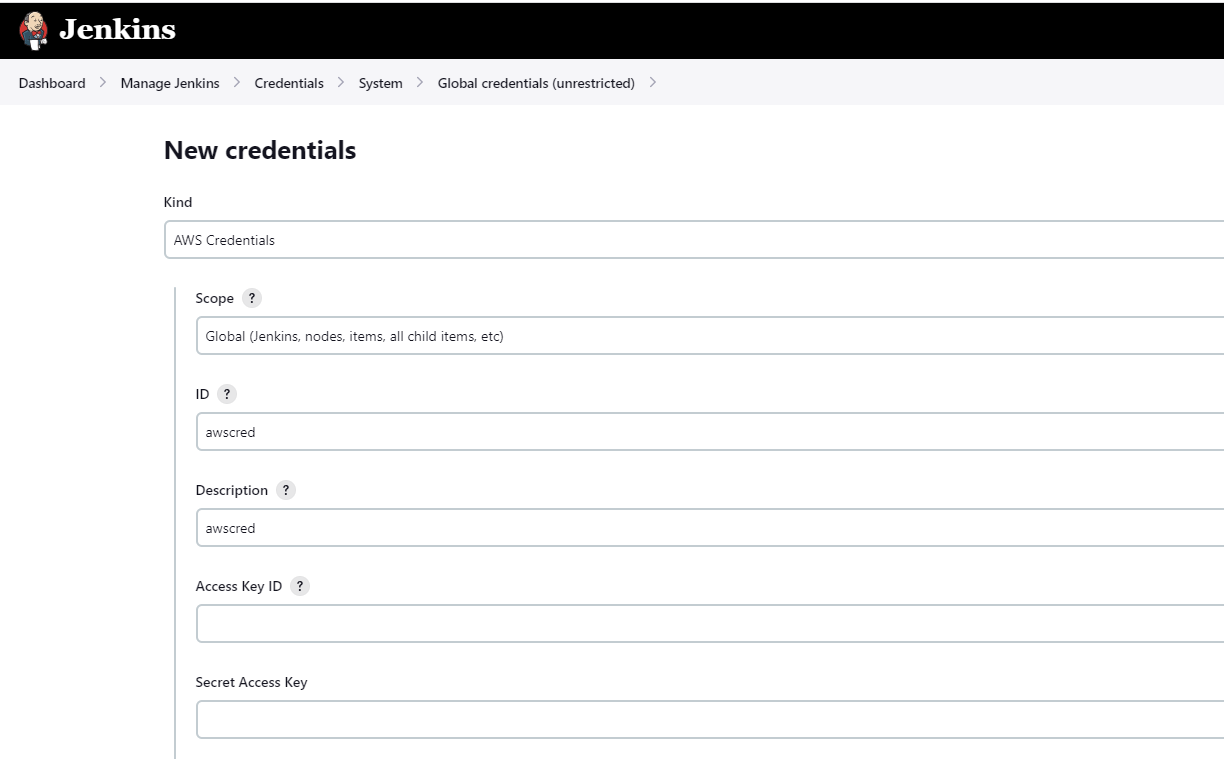 Jenkins
Dashboard > Manage Jenkins > Credentials > System > Global credentials (unrestricted) >
New credentials
Kind
AWS Credentials
Scope ?
Global (Jenkins, nodes, items, all child items, etc)
ID ?
awscred
Description ?
awscred
Access Key ID ?
Secret Access Key